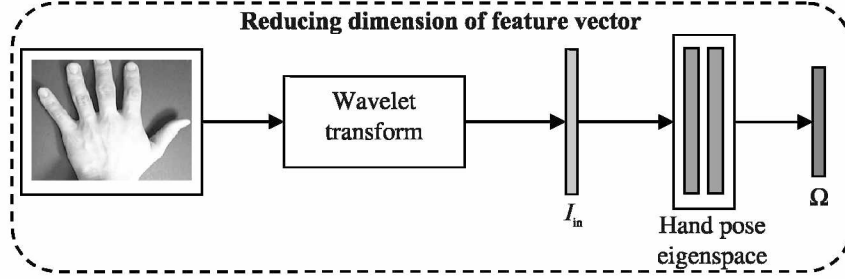 Reducing dimension of feature vector
Wavelet
transform
I_in
Ω
Hand pose
eigenspace